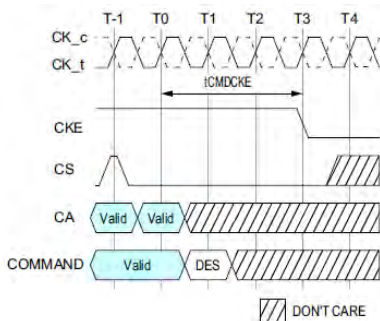 T-1 T0 T1 T2 T3 T4
CK_c
CK_t
tCMDCKE
CKE
CS
CA Valid Valid
COMMAND Valid DES
DON'T CARE